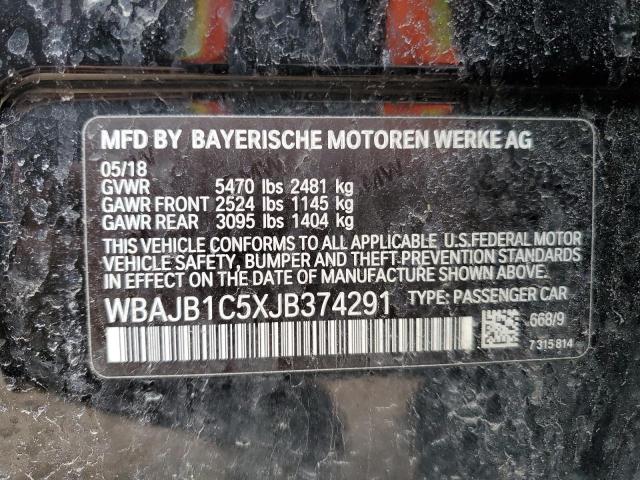 MFD BY BAYERISCHE MOTOREN WERKE AG
05/18
GVWR 5470 lbs 2481 kg
GAWR FRONT 2524 lbs 1145 kg
GAWR REAR 3095 lbs 1404 kg
THIS VEHICLE CONFORMS TO ALL APPLICABLE U.S.FEDERAL MOTOR
VEHICLE SAFETY, BUMPER AND THEFT PREVENTION STANDARDS
IN EFFECT ON THE DATE OF MANUFACTURE SHOWN ABOVE.
WBAJB1C5XJB374291 TYPE: PASSENGER CAR
668/9
7 315 814